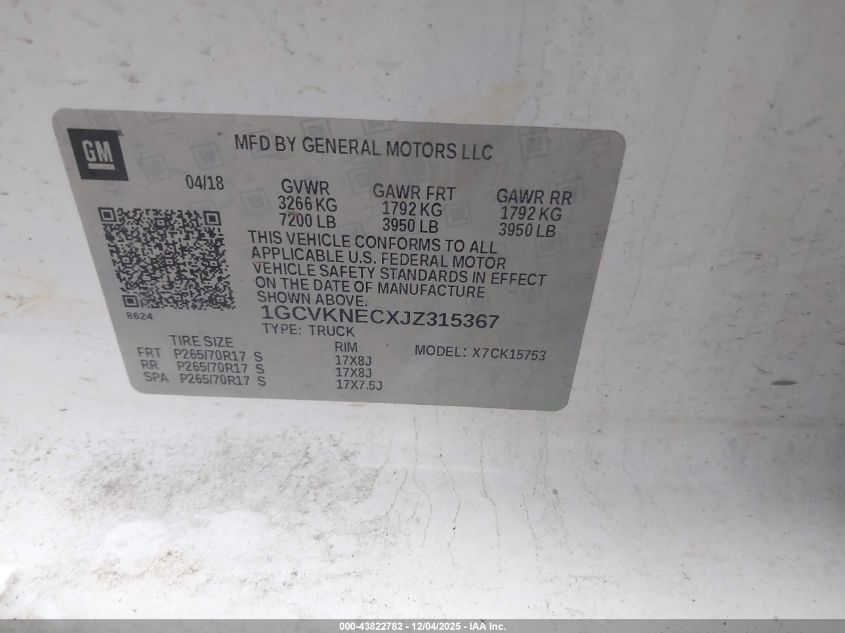 GM
MFD BY GENERAL MOTORS LLC
04/18
GVWR GAWR FRT GAWR RR
3266 KG 1792 KG 1792 KG
7200 LB 3950 LB 3950 LB
THIS VEHICLE CONFORMS TO ALL
APPLICABLE U.S. FEDERAL MOTOR
VEHICLE SAFETY STANDARDS IN EFFECT
ON THE DATE OF MANUFACTURE
SHOWN ABOVE.
8624
1GCVKNECXJZ315367
TYPE: TRUCK
TIRE SIZE RIM MODEL: X7CK15753
FRT P265/70R17 S 17X8J
RR P265/70R17 S 17X8J
SPA P265/70R17 S 17X7.5J
000-43822782 - 12/04/2025 - IAA Inc.